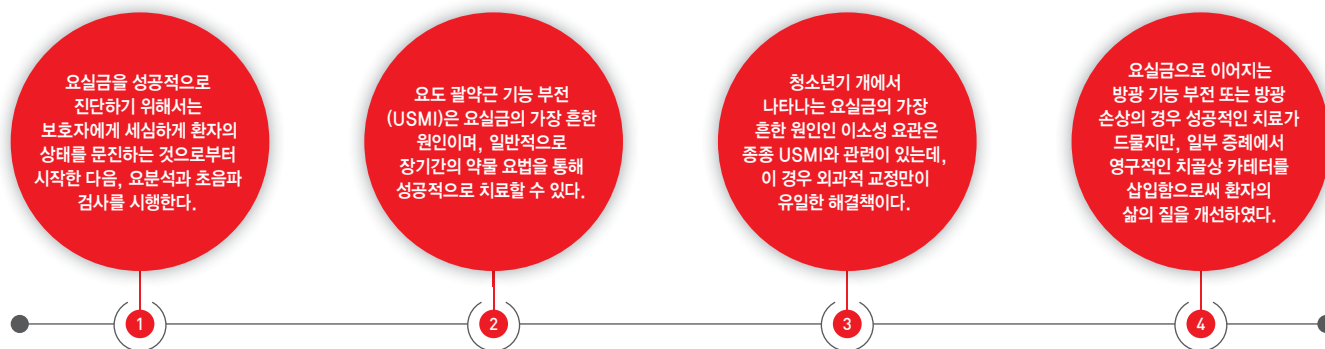 요실금을 성공적으로
진단하기 위해서는
보호자에게 세심하게 환자의
상태를 문진하는 것으로부터
시작한 다음, 요분석과 초음파
검사를 시행한다.
1
요도 괄약근 기능 부전
(USMI)은 요실금의 가장 흔한
원인이며, 일반적으로
장기간의 약물 요법을 통해
성공적으로 치료할 수 있다.
2
청소년기 개에서
나타나는 요실금의 가장
흔한 원인인 이소성 요관은
종종 USMI와 관련이 있는데,
이 경우 외과적 교정만이
유일한 해결책이다.
3
요실금으로 이어지는
방광 기능 부전 또는 방광
손상의 경우 성공적인 치료가
드물지만, 일부 증례에서
영구적인 치골상 카테터를
삽입함으로써 환자의
삶의 질을 개선하였다.
4